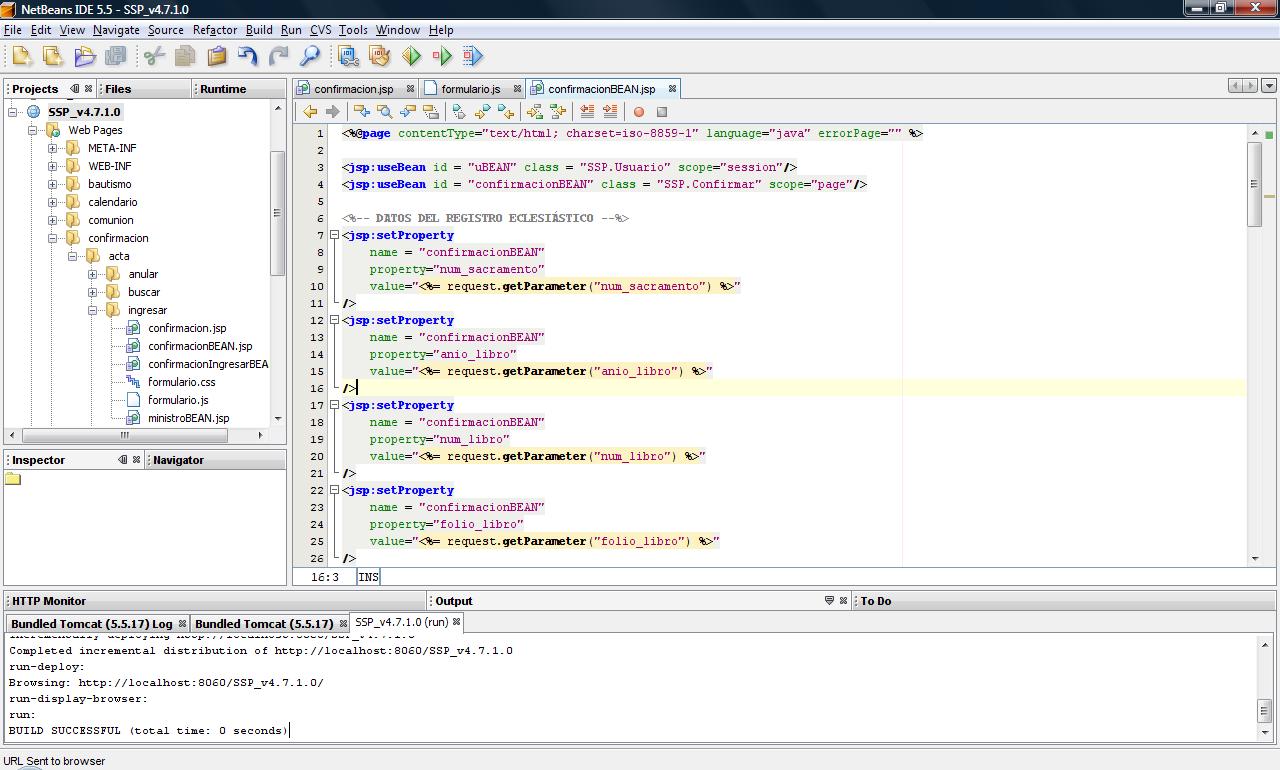 NetBeans IDE 5.5 - SSP_v4.7.1.0
File Edit View Navigate Source Refactor Build Run CVS Tools Window Help
Projects Files Runtime
SSP_v4.7.1.0
Web Pages
META-INF
WEB-INF
bautismo
calendario
comunion
confirmacion
acta
anular
buscar
ingresar
confirmacion.jsp
confirmacionBEAN.jsp
confirmacionIngresarBEA
formulario.css
formulario.js
ministroBEAN.jsp
Inspector Navigator
confirmacion.jsp formulario.js confirmacionBEAN.jsp
1 <%@page contentType="text/html; charset=iso-8859-1" language="java" errorPage="" %>
2
3 <jsp:useBean id = "uBEAN" class = "SSP.Usuario" scope="session"/>
4 <jsp:useBean id = "confirmacionBEAN" class = "SSP.Confirmar" scope="page"/>
5
6 <%-- DATOS DEL REGISTRO ECLESIÁSTICO --%>
7 <jsp:setProperty
8 name = "confirmacionBEAN"
9 property="num_sacramento"
10 value="<%= request.getParameter("num_sacramento") %>"
11 />
12 <jsp:setProperty
13 name = "confirmacionBEAN"
14 property="anio_libro"
15 value="<%= request.getParameter("anio_libro") %>"
16 />
17 <jsp:setProperty
18 name = "confirmacionBEAN"
19 property="num_libro"
20 value="<%= request.getParameter("num_libro") %>"
21 />
22 <jsp:setProperty
23 name = "confirmacionBEAN"
24 property="folio_libro"
25 value="<%= request.getParameter("folio_libro") %>"
26 />
16:3 INS
HTTP Monitor Output To Do
Bundled Tomcat (5.5.17) Log Bundled Tomcat (5.5.17) SSP_v4.7.1.0 (run)
Incrementally deploying http://localhost:8060/SSP_v4.7.1.0
Completed incremental distribution of http://localhost:8060/SSP_v4.7.1.0
run-deploy:
Browsing: http://localhost:8060/SSP_v4.7.1.0/
run-display-browser:
run:
BUILD SUCCESSFUL (total time: 0 seconds)
URL Sent to browser